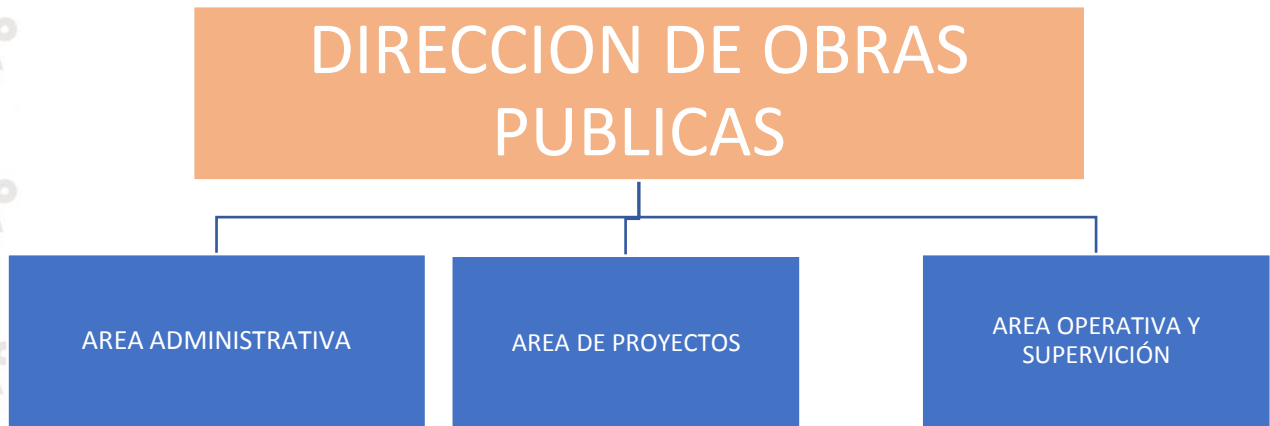 DIRECCION DE OBRAS
PUBLICAS
AREA ADMINISTRATIVA
AREA DE PROYECTOS
AREA OPERATIVA Y
SUPERVICIÓN